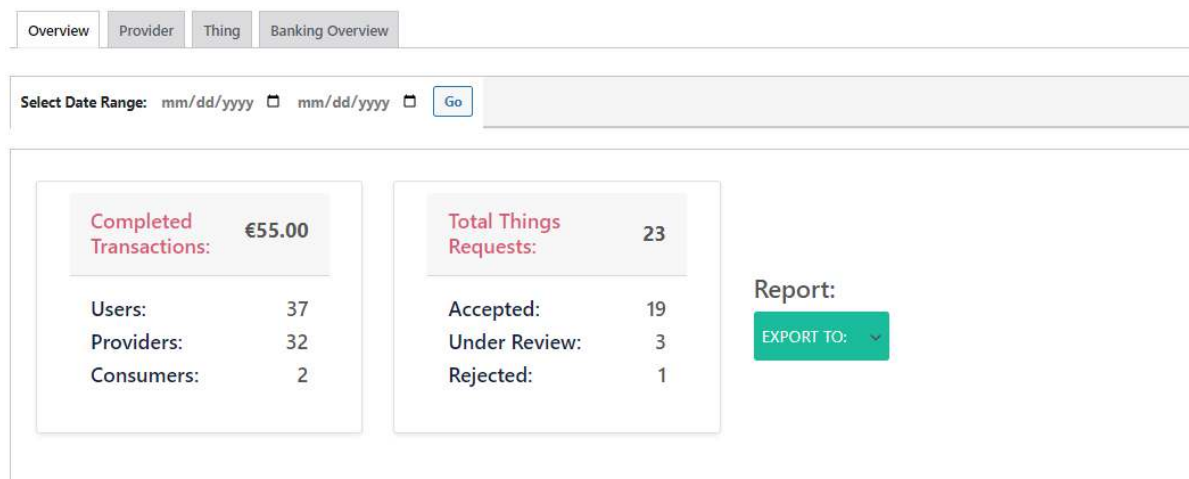 Overview Provider Thing Banking Overview
Select Date Range: mm/dd/yyyy mm/dd/yyyy Go
Completed
Transactions:
€55.00
Users: 37
Providers: 32
Consumers: 2
Total Things
Requests:
23
Accepted: 19
Under Review: 3
Rejected: 1
Report:
EXPORT TO: